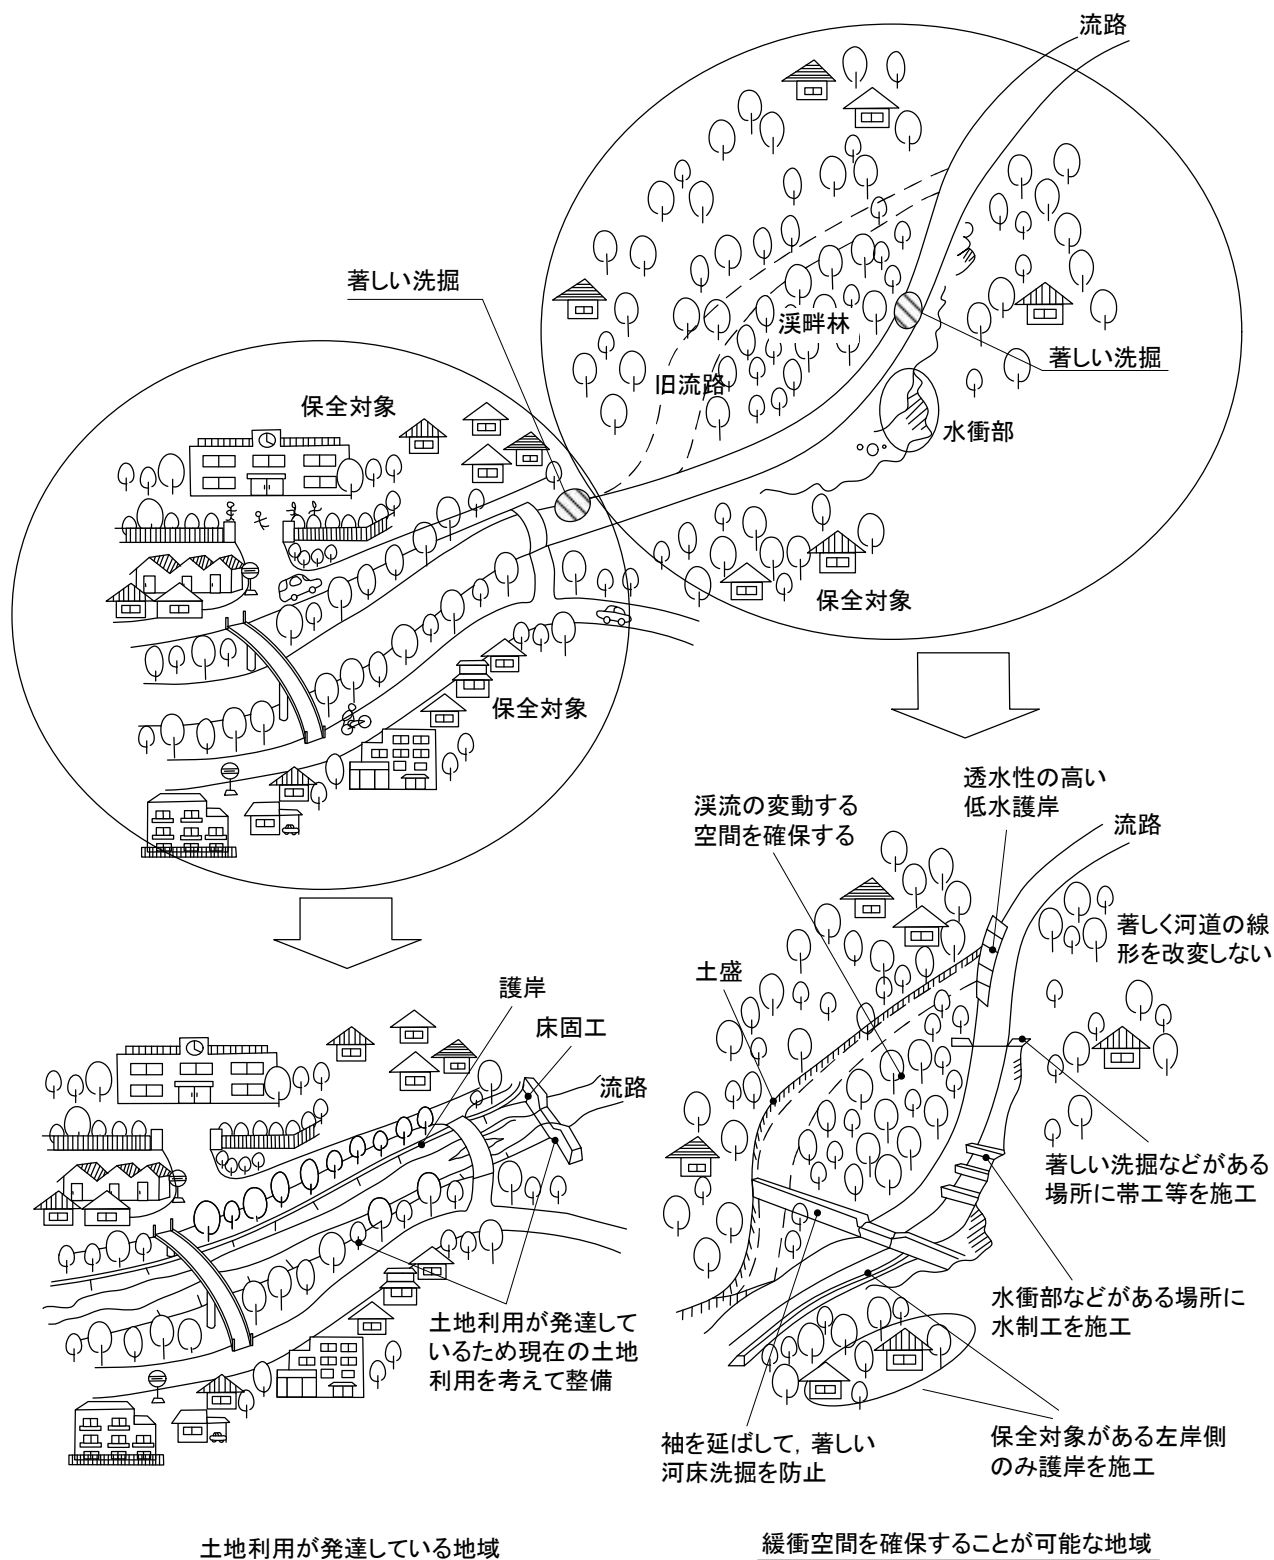 流路
著しい洗掘
渓畔林
著しい洗掘
旧流路
保全対象
水衝部
保全対象
保全対象
透水性の高い
低水護岸
渓流の変動する
空間を確保する
流路
著しく河道の線
形を改変しない
土盛
護岸
床固工
流路
著しい洗掘などがある
場所に帯工等を施工
水衝部などがある場所に
水制工を施工
土地利用が発達して
いるため現在の土地
利用を考えて整備
袖を延ばして，著しい
河床洗掘を防止
保全対象がある左岸側
のみ護岸を施工
土地利用が発達している地域
緩衝空間を確保することが可能な地域